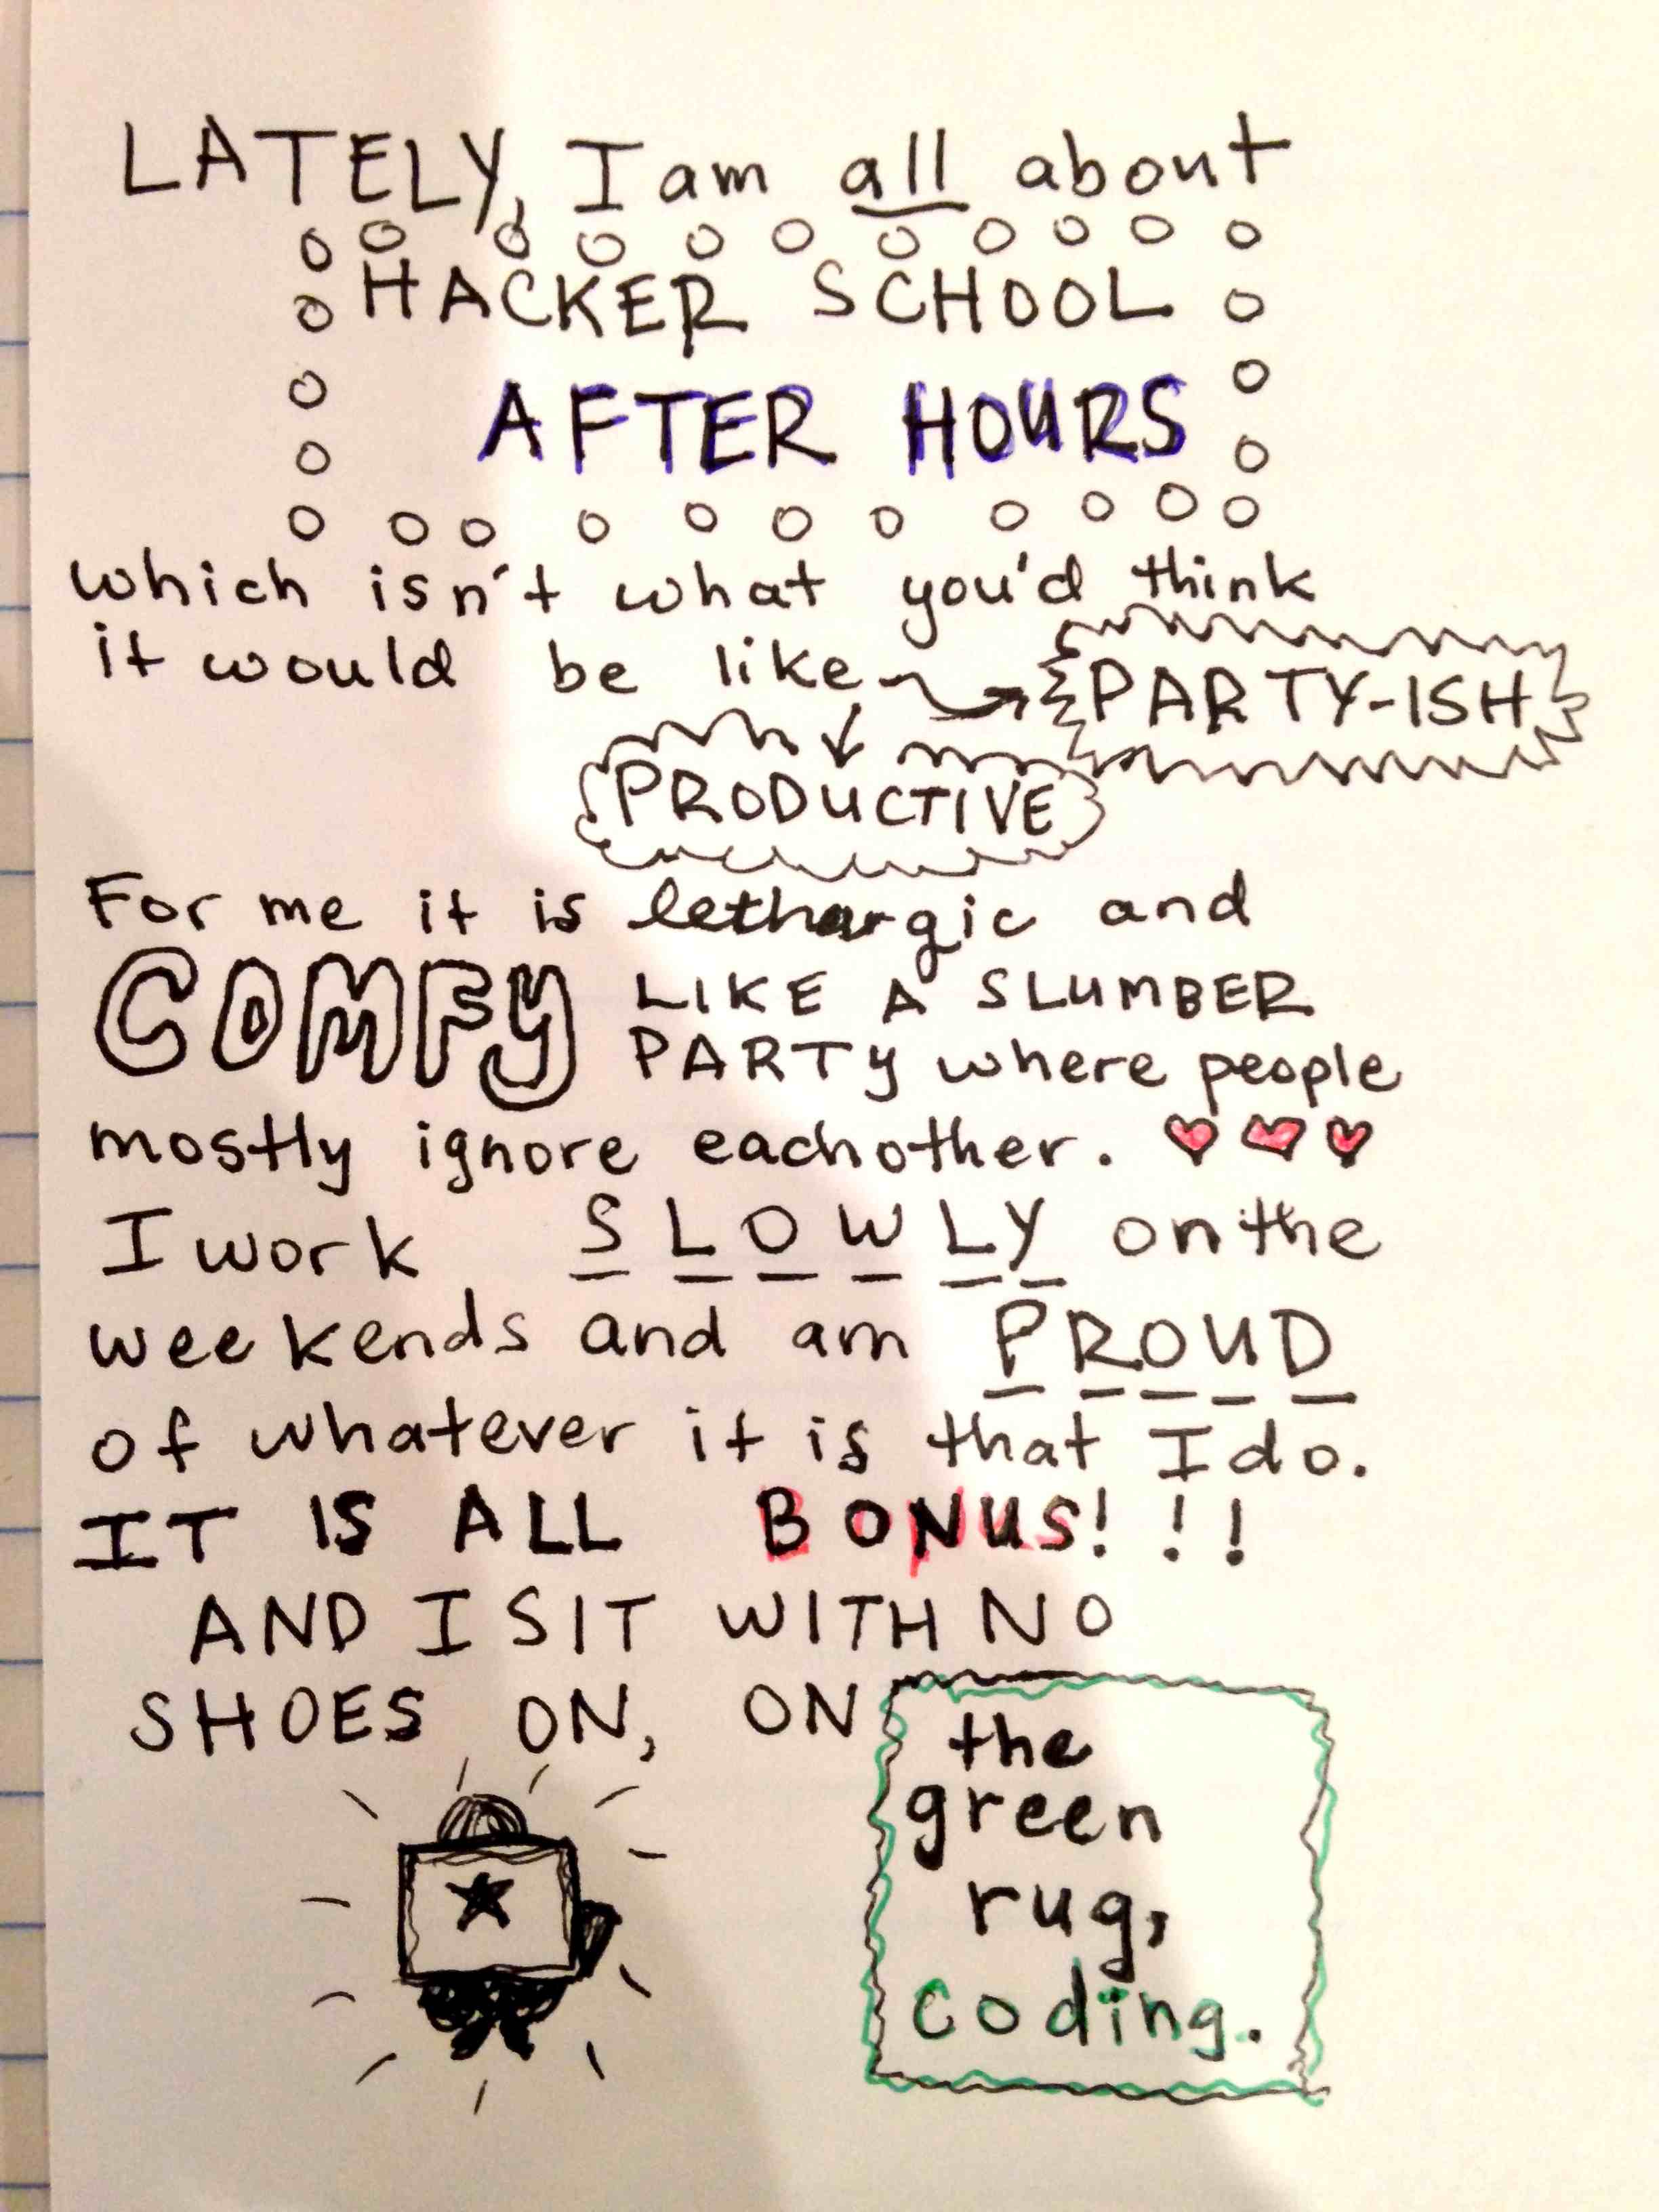 LATELY, I am all about
HACKER SCHOOL
AFTER HOURS
which isn't what you'd think
it would be like PARTY-ISH
PRODUCTIVE
For me it is lethargic and
COMFY LIKE A SLUMBER
PARTY where people
mostly ignore eachother.
I work SLOWLY on the
weekends and am PROUD
of whatever it is that I do.
IT IS ALL BONUS!!!
AND I SIT WITH NO
SHOES ON, ON
the
green
rug,
coding.